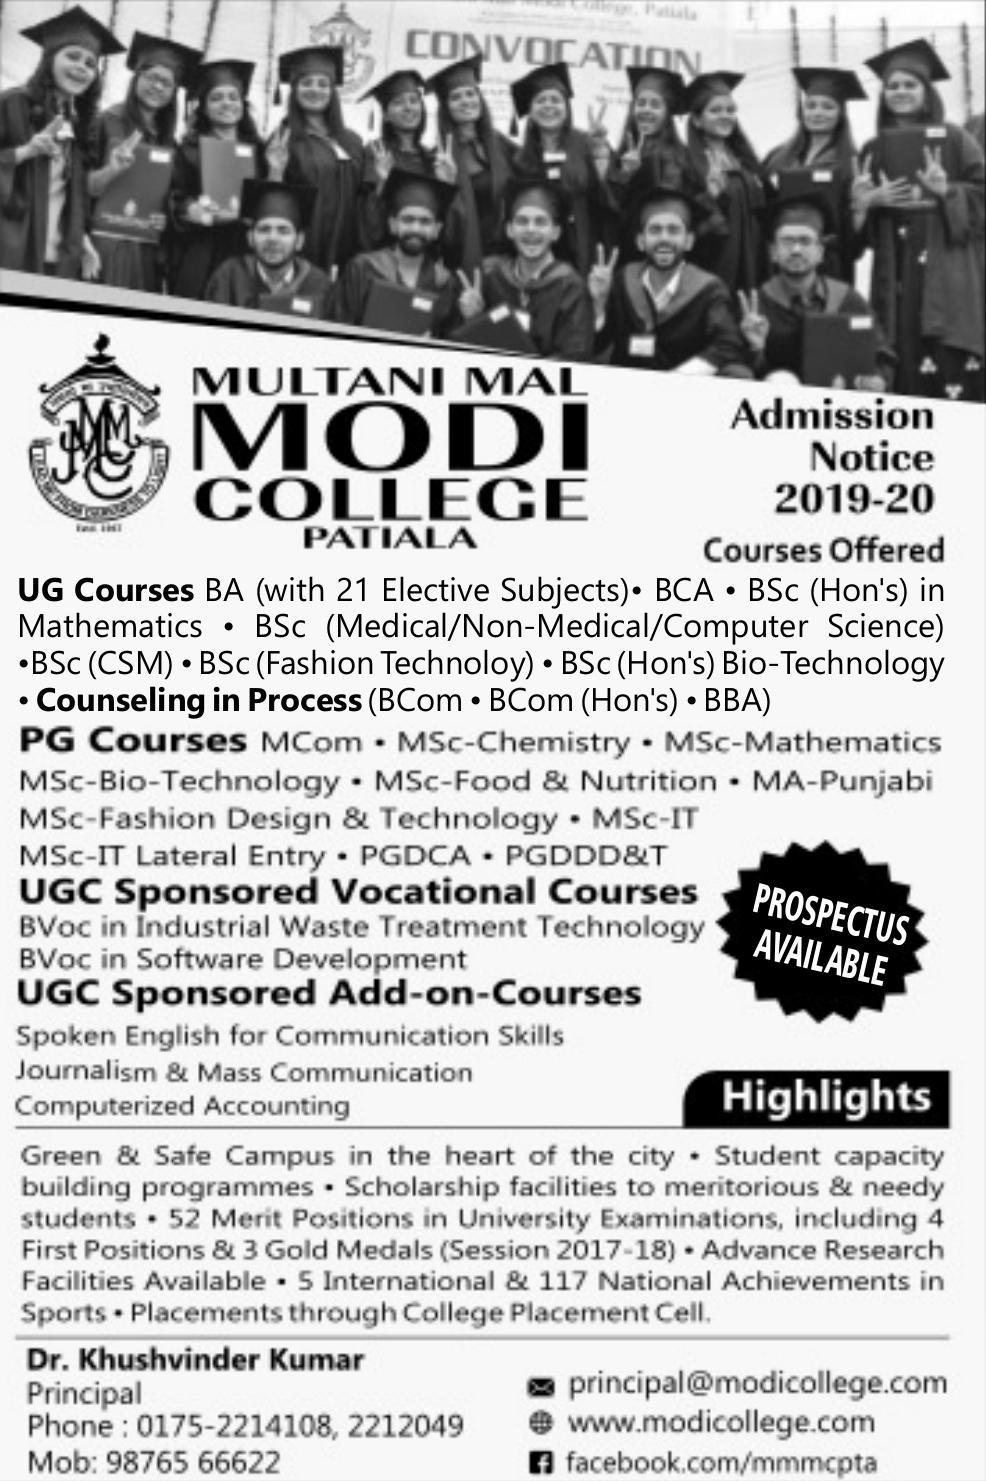 Modi College, Patiala
CONVOCATION
MULTANI MAL
MODI
COLLEGE
PATIALA
Admission
Notice
2019-20
Courses Offered
UG Courses BA (with 21 Elective Subjects)• BCA • BSc (Hon's) in
Mathematics • BSc (Medical/Non-Medical/Computer Science)
•BSc (CSM) • BSc (Fashion Technoloy) • BSc (Hon's) Bio-Technology
• Counseling in Process (BCom • BCom (Hon's) • BBA)
PG Courses MCom • MSc-Chemistry • MSc-Mathematics
MSc-Bio-Technology • MSc-Food & Nutrition • MA-Punjabi
MSc-Fashion Design & Technology • MSc-IT
MSc-IT Lateral Entry • PGDCA • PGDDD&T
UGC Sponsored Vocational Courses
BVoc in Industrial Waste Treatment Technology
BVoc in Software Development
PROSPECTUS
AVAILABLE
UGC Sponsored Add-on-Courses
Spoken English for Communication Skills
Journalism & Mass Communication
Computerized Accounting
Highlights
Green & Safe Campus in the heart of the city • Student capacity
building programmes • Scholarship facilities to meritorious & needy
students • 52 Merit Positions in University Examinations, including 4
First Positions & 3 Gold Medals (Session 2017-18) • Advance Research
Facilities Available • 5 International & 117 National Achievements in
Sports • Placements through College Placement Cell.
Dr. Khushvinder Kumar
Principal
Phone : 0175-2214108, 2212049
Mob: 98765 66622
principal@modicollege.com
www.modicollege.com
facebook.com/mmmcpta